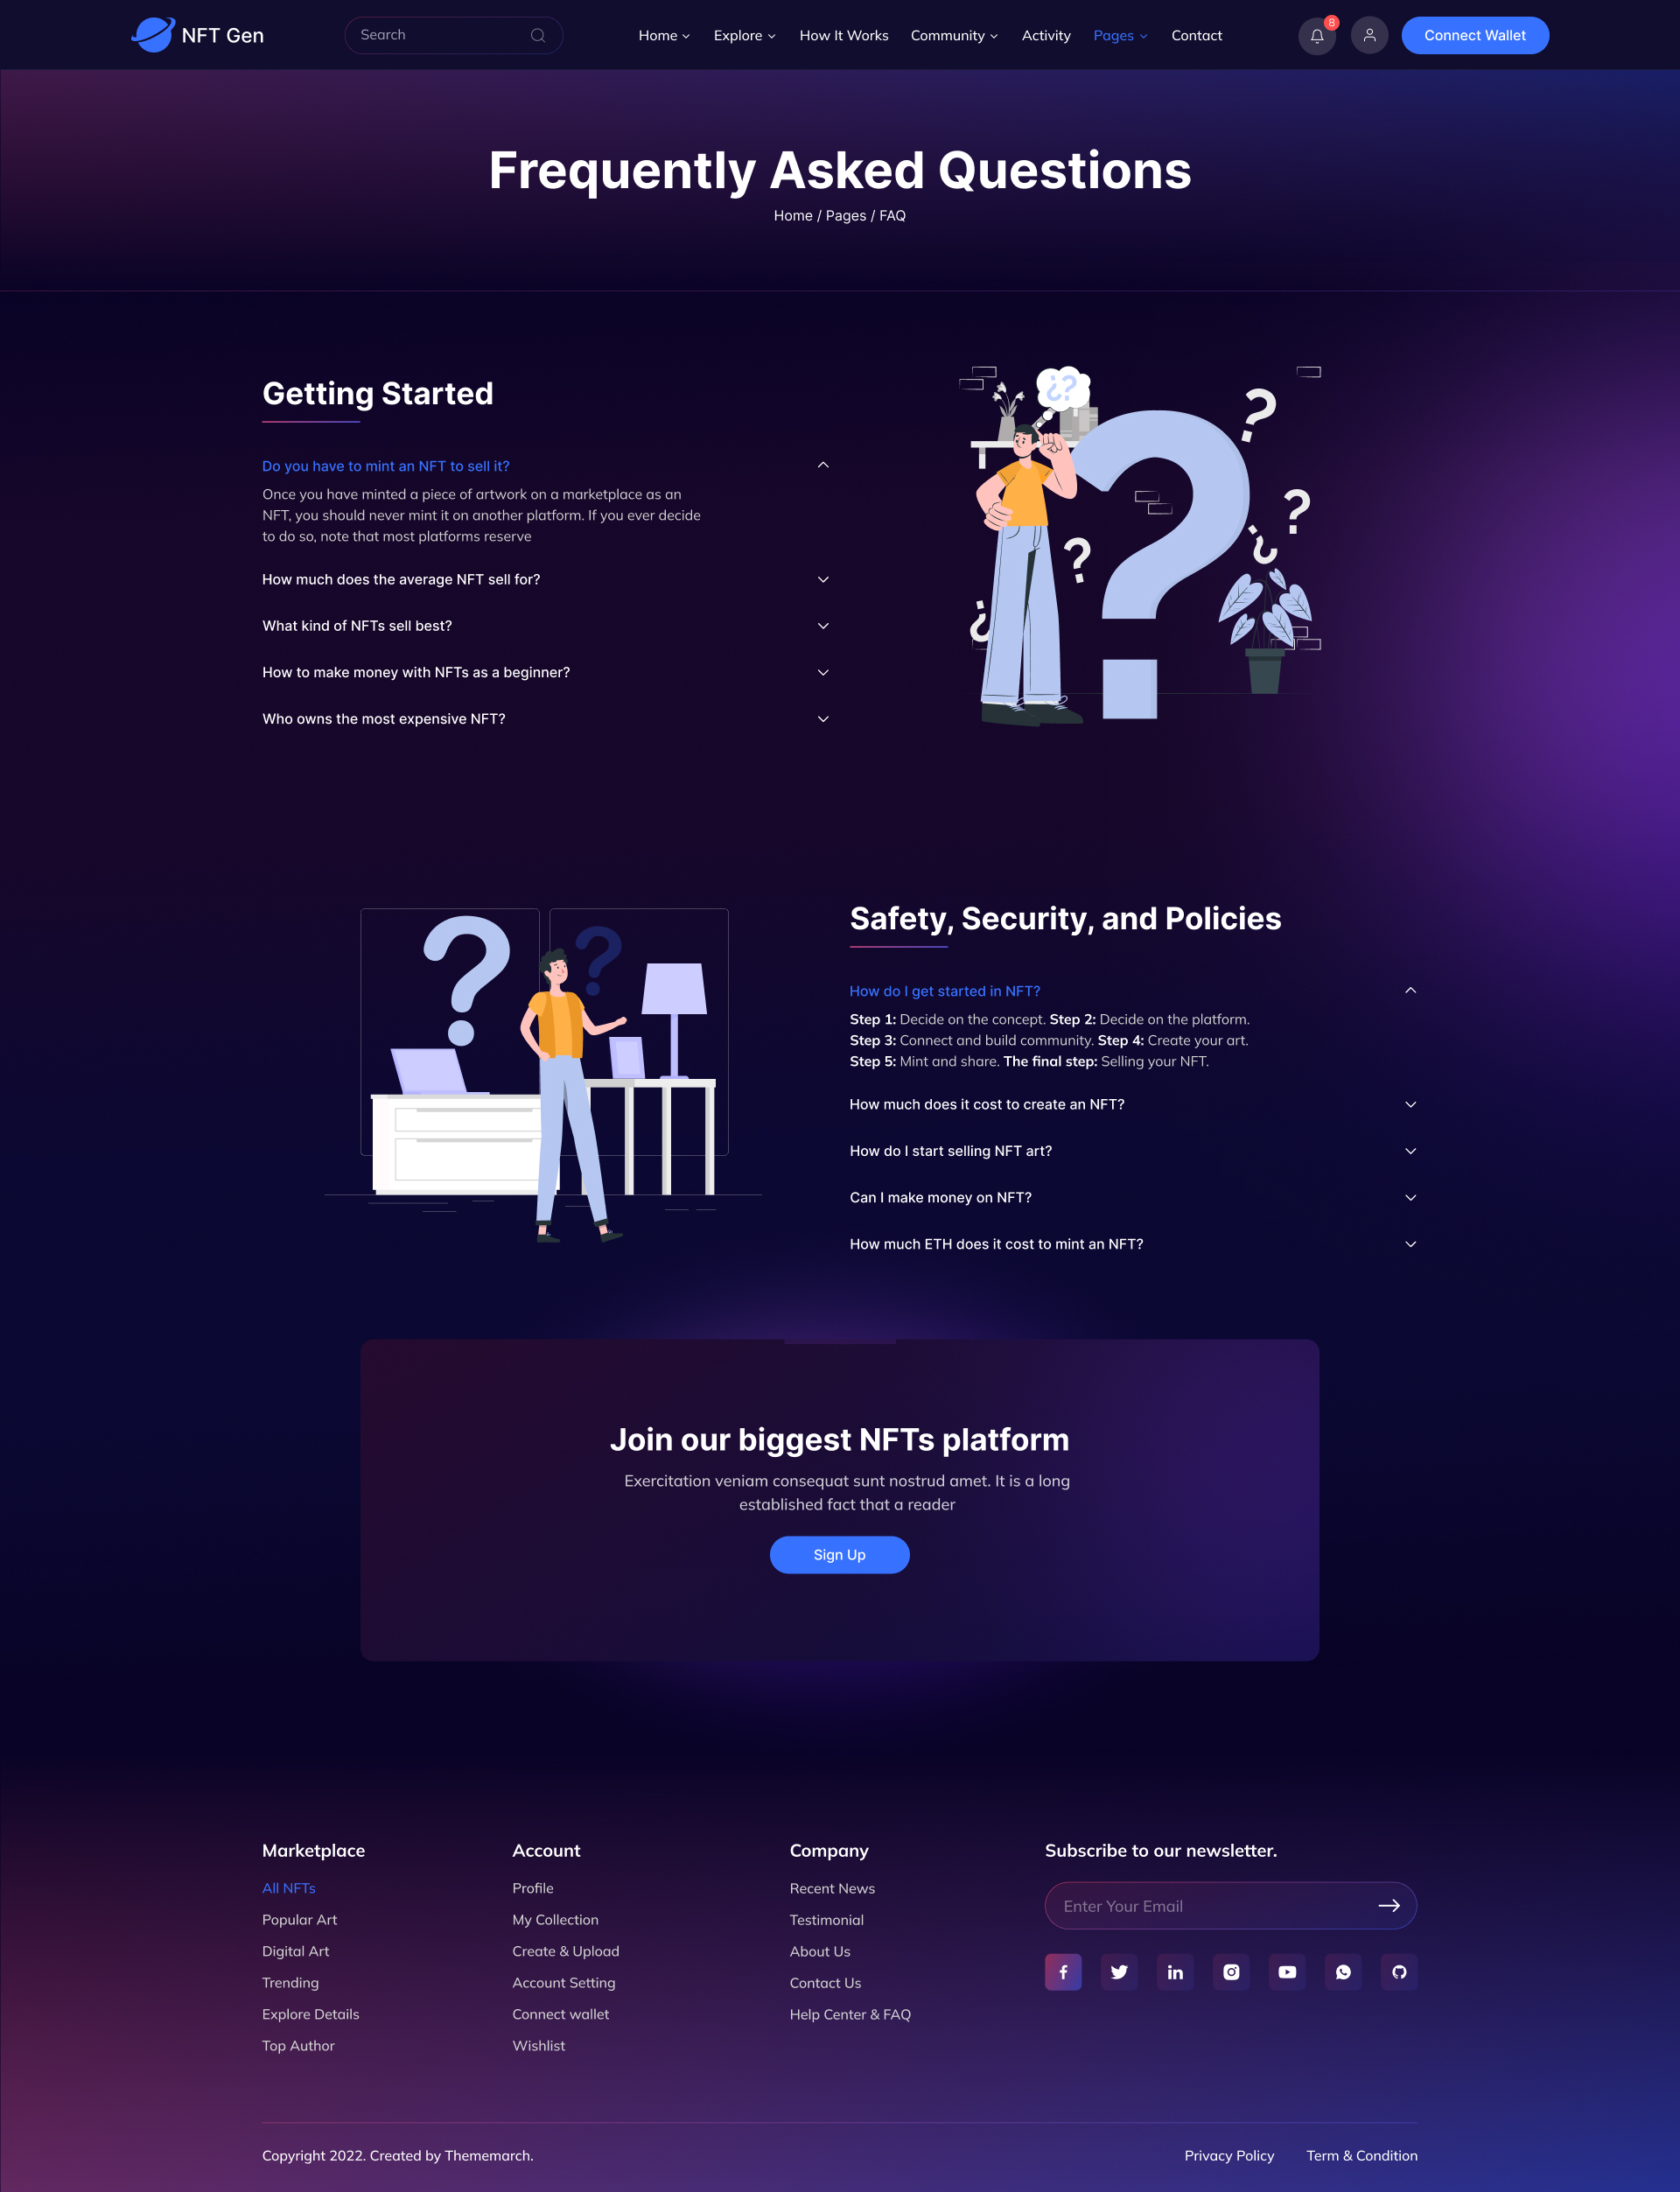 NFT Gen
Search
Home
Explore
How It Works
Community
Activity
Pages
Contact
8
Connect Wallet
Frequently Asked Questions
Home / Pages / FAQ
Getting Started
Do you have to mint an NFT to sell it?
Once you have minted a piece of artwork on a marketplace as an
NFT, you should never mint it on another platform. If you ever decide
to do so, note that most platforms reserve
How much does the average NFT sell for?
What kind of NFTs sell best?
How to make money with NFTs as a beginner?
Who owns the most expensive NFT?
¿??
?
?
?
¿
?
¿
?
?
Safety, Security, and Policies
How do I get started in NFT?
Step 1: Decide on the concept. Step 2: Decide on the platform.
Step 3: Connect and build community. Step 4: Create your art.
Step 5: Mint and share. The final step: Selling your NFT.
How much does it cost to create an NFT?
How do I start selling NFT art?
Can I make money on NFT?
How much ETH does it cost to mint an NFT?
Join our biggest NFTs platform
Exercitation veniam consequat sunt nostrud amet. It is a long
established fact that a reader
Sign Up
Marketplace
All NFTs
Popular Art
Digital Art
Trending
Explore Details
Top Author
Account
Profile
My Collection
Create & Upload
Account Setting
Connect wallet
Wishlist
Company
Recent News
Testimonial
About Us
Contact Us
Help Center & FAQ
Subscribe to our newsletter.
Enter Your Email
Copyright 2022. Created by Thememarch.
Privacy Policy
Term & Condition